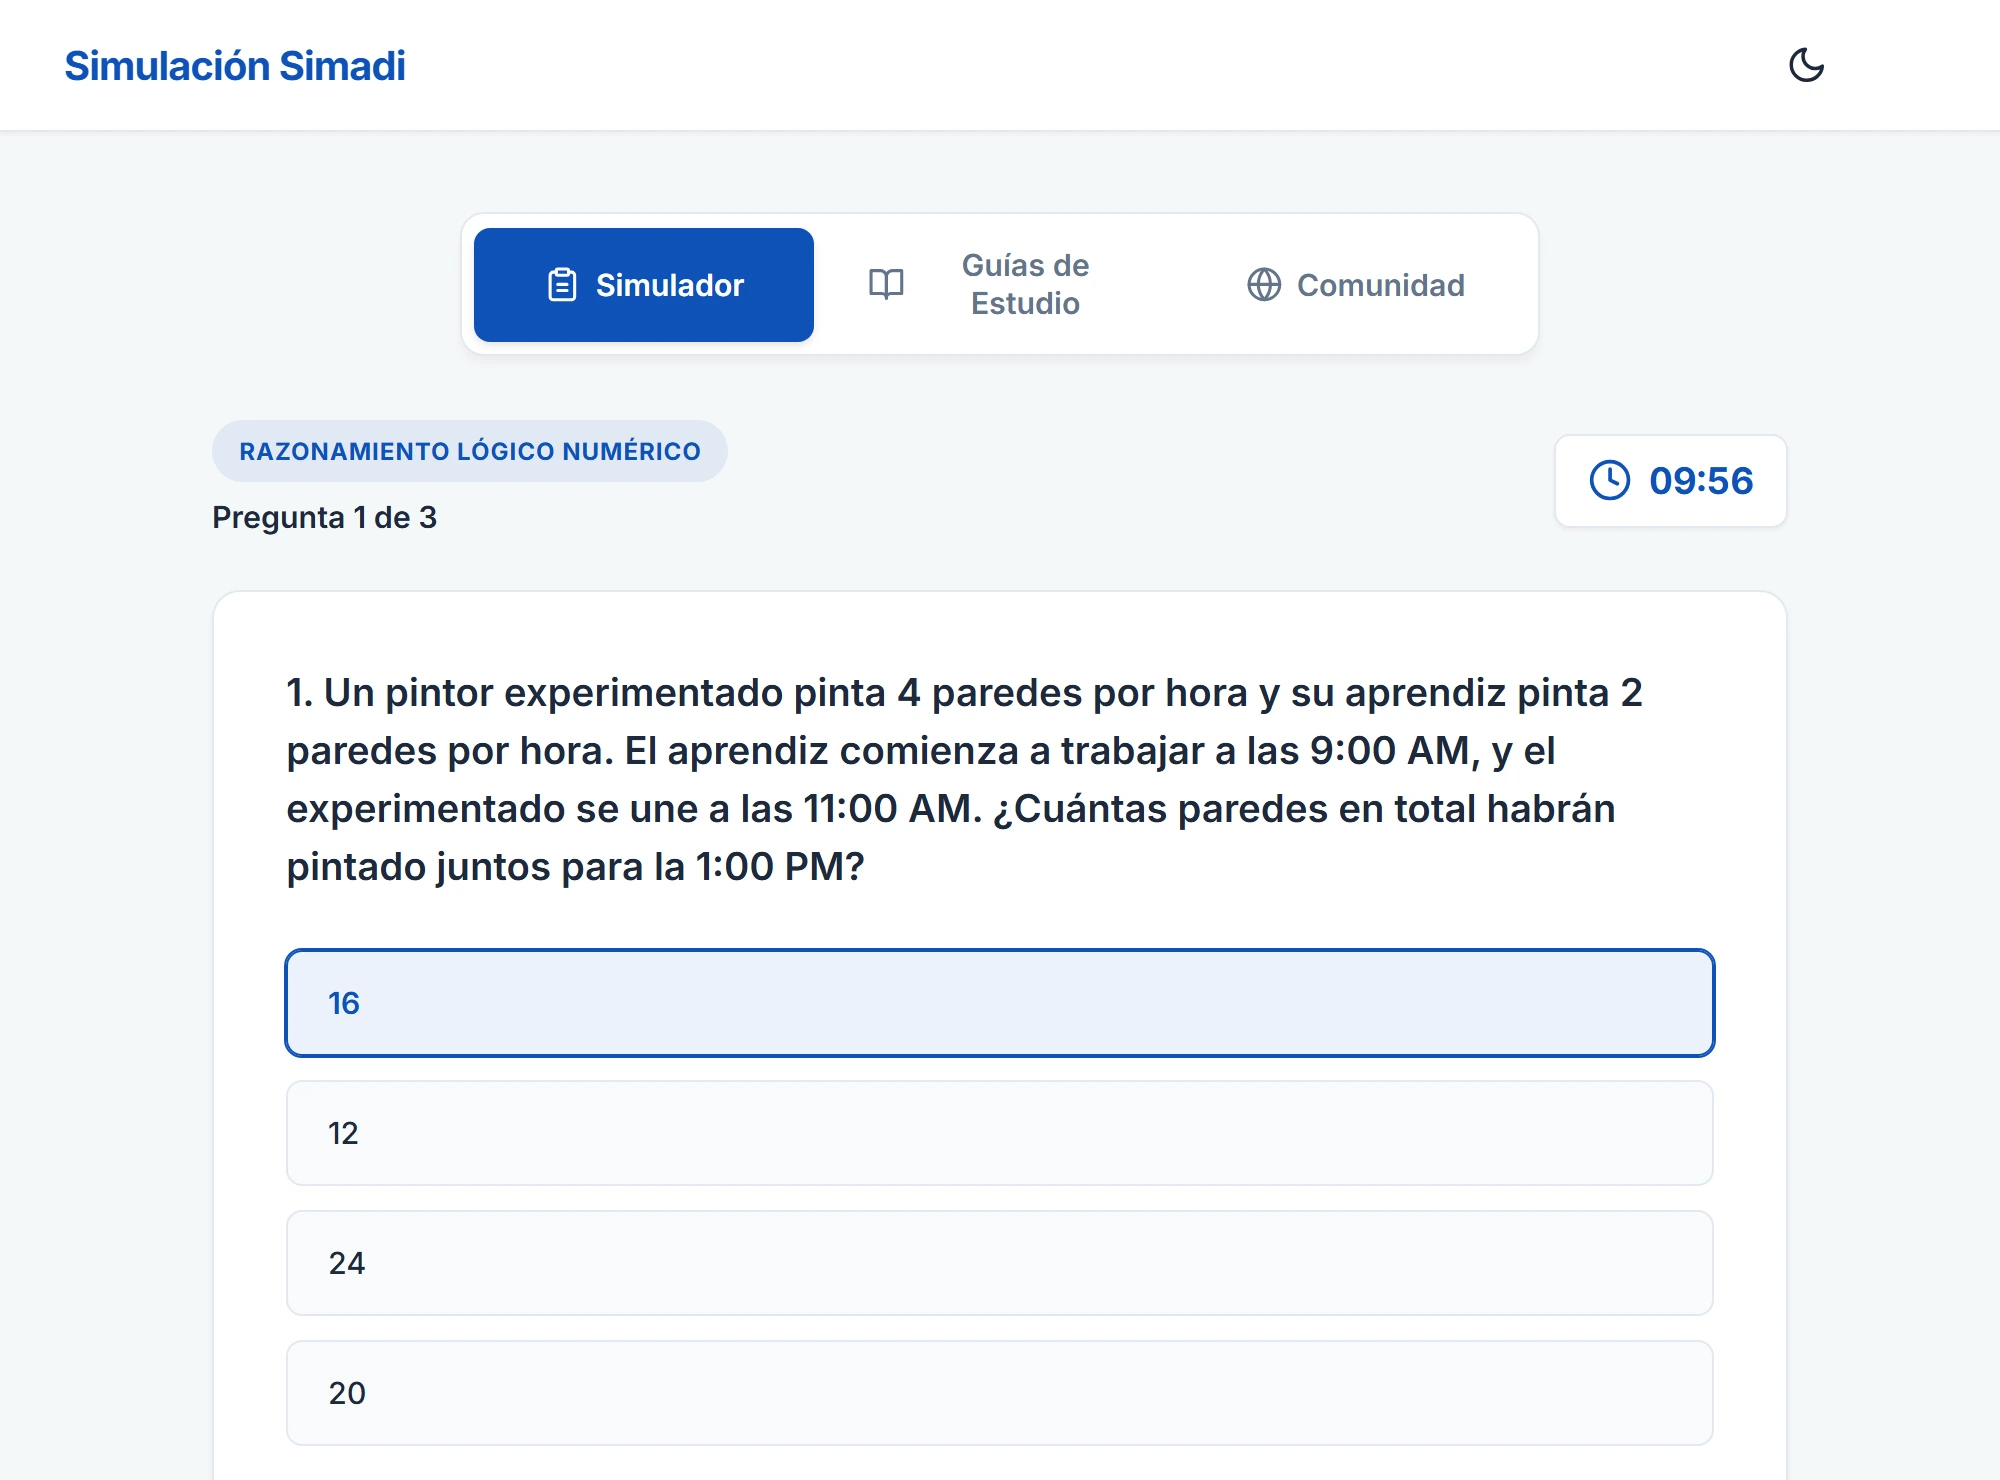 Simulación Simadi
Simulador
Guías de
Estudio
Comunidad
RAZONAMIENTO LÓGICO NUMÉRICO
Pregunta 1 de 3
09:56
1. Un pintor experimentado pinta 4 paredes por hora y su aprendiz pinta 2
paredes por hora. El aprendiz comienza a trabajar a las 9:00 AM, y el
experimentado se une a las 11:00 AM. ¿Cuántas paredes en total habrán
pintado juntos para la 1:00 PM?
16
12
24
20